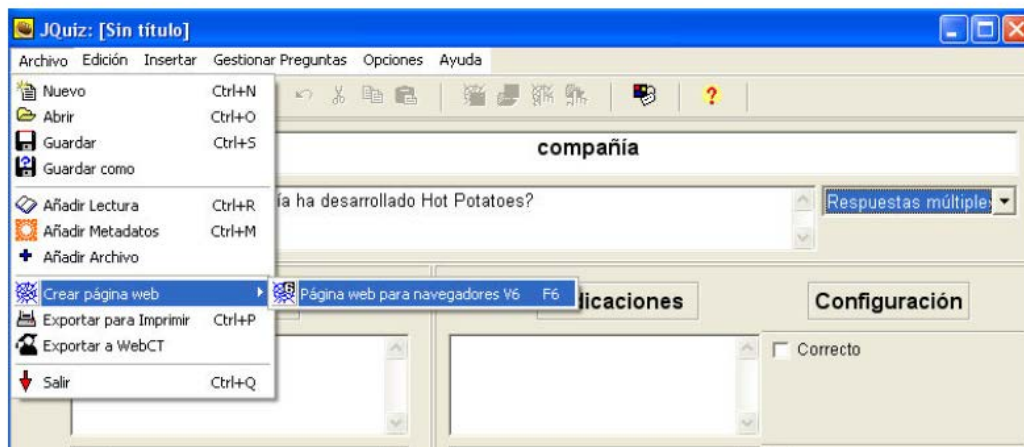 JQuiz: [Sin título]
Archivo Edición Insertar Gestionar Preguntas Opciones Ayuda
Nuevo Ctrl+N
Abrir Ctrl+O
Guardar Ctrl+S
Guardar como
Añadir Lectura Ctrl+R
Añadir Metadatos Ctrl+M
Añadir Archivo
Crear página web
Página web para navegadores V6 F6
Exportar para Imprimir Ctrl+P
Exportar a WebCT
Salir Ctrl+Q
compañía
ía ha desarrollado Hot Potatoes?
Respuestas múltiple
dicaciones
Configuración
Correcto